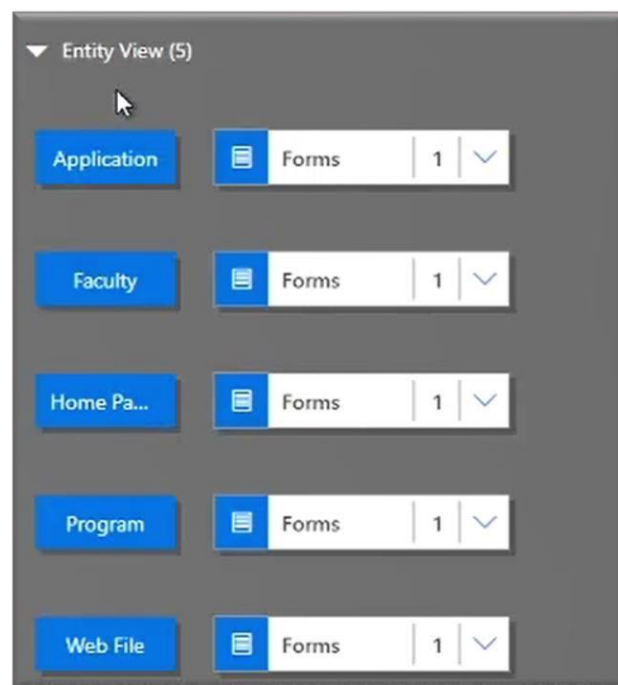 Entity View (5)
Application Forms 1
Faculty Forms 1
Home Pa... Forms 1
Program Forms 1
Web File Forms 1